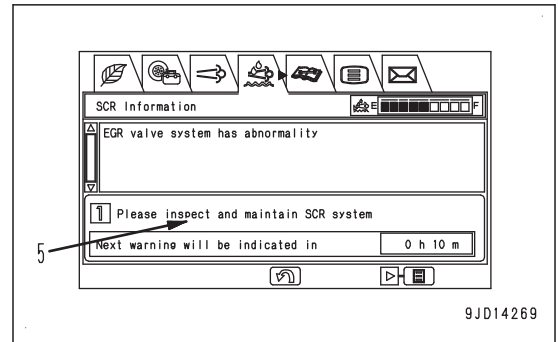 SCR Information
E F
EGR valve system has abnormality
1 Please inspect and maintain SCR system
5
Next warning will be indicated in 0 h 10 m
9JD14269